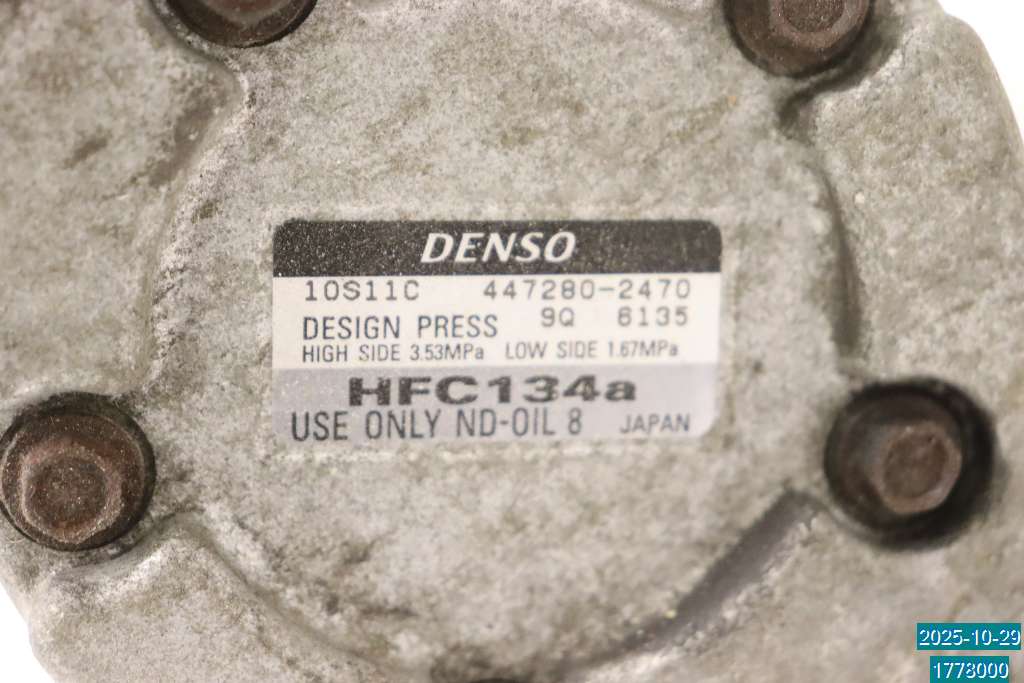 DENSO
10S11C 447280-2470
DESIGN PRESS 9Q 6135
HIGH SIDE 3.53MPa LOW SIDE 1.67MPa
HFC134a
USE ONLY ND-OIL 8 JAPAN
2025-10-29
1778000